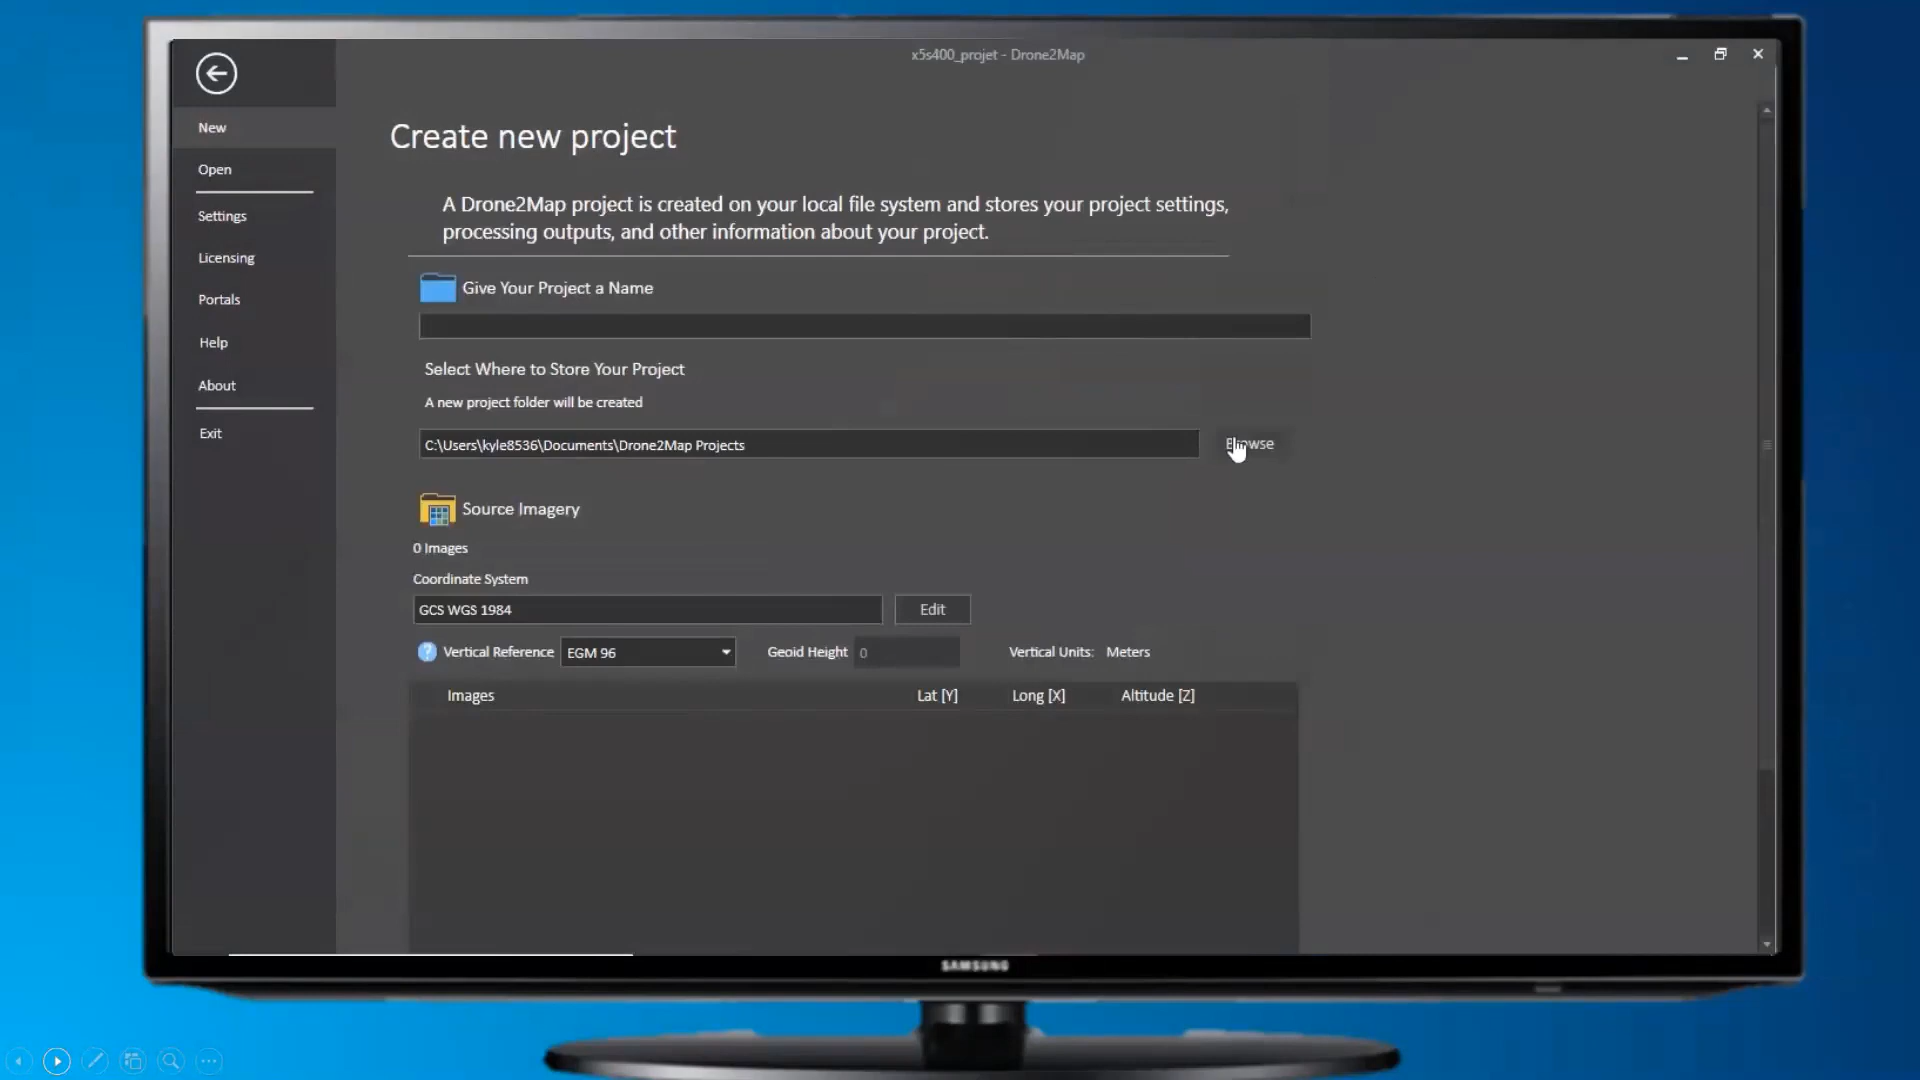 x5s400_projet - Drone2Map
New
Open
Settings
Licensing
Portals
Help
About
Exit
Create new project
A Drone2Map project is created on your local file system and stores your project settings,
processing outputs, and other information about your project.
Give Your Project a Name
Select Where to Store Your Project
A new project folder will be created
C:\Users\kyle8536\Documents\Drone2Map Projects
Browse
Source Imagery
0 Images
Coordinate System
GCS WGS 1984
Edit
? Vertical Reference
EGM 96
Geoid Height
0
Vertical Units: Meters
Images
Lat [Y]
Long [X]
Altitude [Z]
SAMSUNG